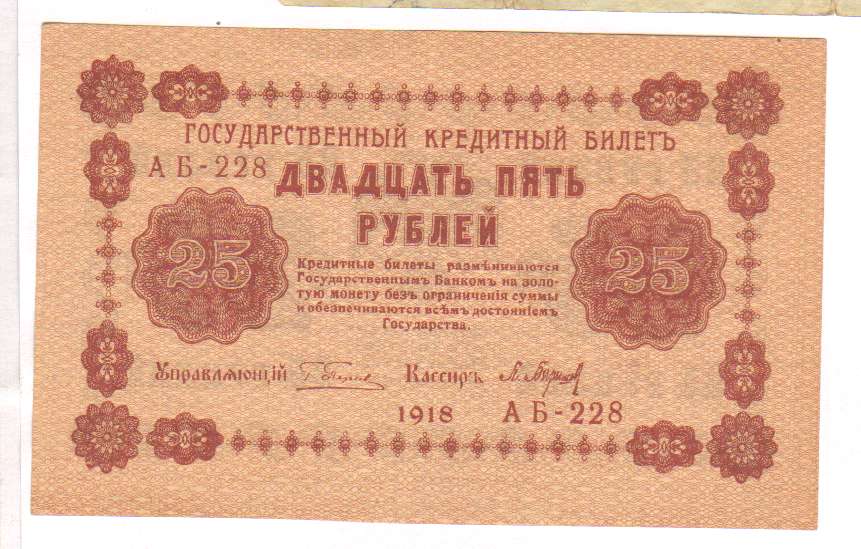 ГОСУДАРСТВЕННЫЙ КРЕДИТНЫЙ БИЛЕТЪ
АБ-228 ДВАДЦАТЬ ПЯТЬ
РУБЛЕЙ
25
25
Кредитные билеты размѣниваются
Государственнымъ Банкомъ на золо-
тую монету безъ ограниченія суммы
и обезпечиваются всѣмъ достояніемъ
Государства.
Управляющій
Кассиръ
1918 АБ-228